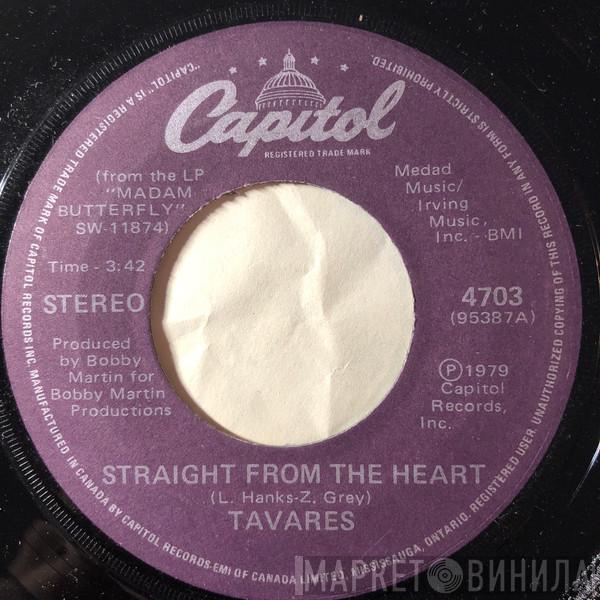 Capitol
REGISTERED TRADE MARK
(from the LP
"MADAM
BUTTERFLY"
SW-11874)
Medad
Music/
Irving
Music,
Inc. - BMI
Time - 3:42
STEREO
4703
(95387A)
Produced
by Bobby
Martin for
Bobby Martin
Productions
Ⓟ 1979
Capitol
Records,
Inc.
STRAIGHT FROM THE HEART
(L. Hanks-Z. Grey)
TAVARES
"CAPITOL" IS A REGISTERED TRADE MARK OF CAPITOL RECORDS INC. MANUFACTURED IN CANADA BY CAPITOL RECORDS-EMI OF CANADA LIMITED, MISSISSAUGA, ONTARIO. REGISTERED USER. UNAUTHORIZED COPYING OF THIS RECORD IN ANY FORM IS STRICTLY PROHIBITED.
МАРКЕТ ВИНИЛА